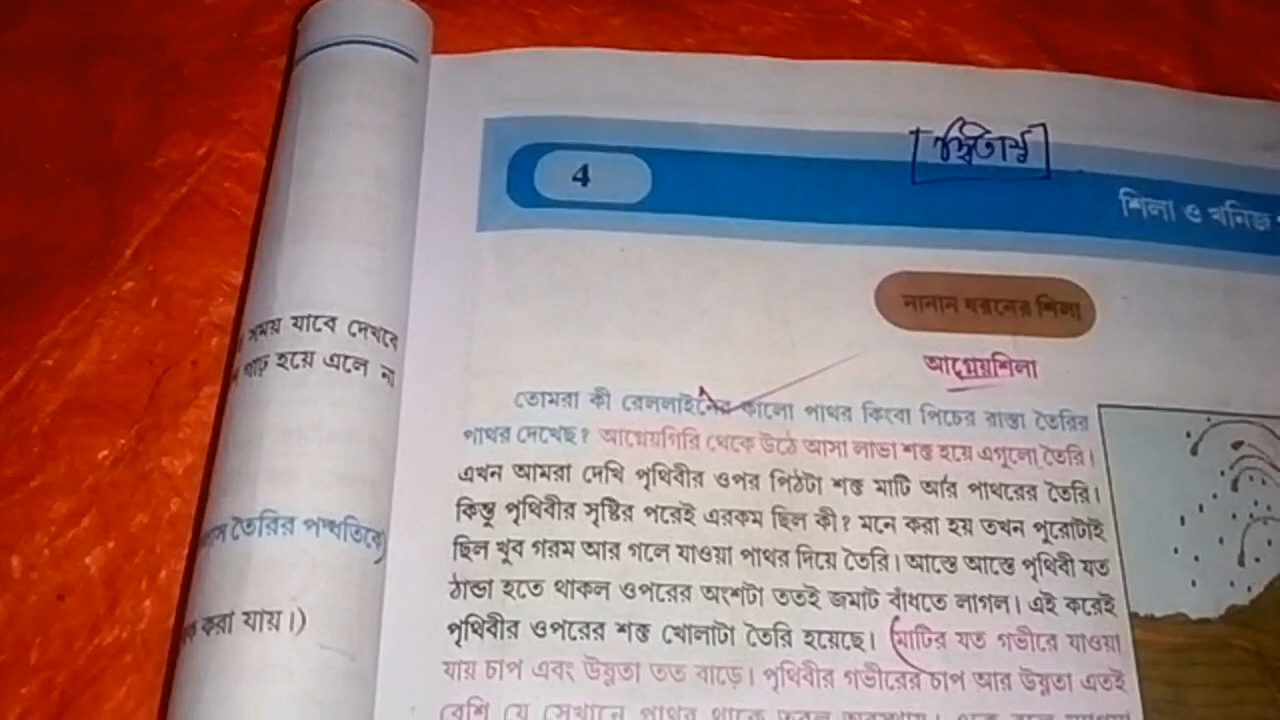 4
শিলা ও খনিজ
নানান ধরনের শিলা
আগ্নেয়শিলা
তোমরা কী রেললাইনের কালো পাথর কিংবা পিচের রাস্তা তৈরির
পাথর দেখেছ? আগ্নেয়গিরি থেকে উঠে আসা লাভা শক্ত হয়ে এগুলো তৈরি।
এখন আমরা দেখি পৃথিবীর ওপর পিঠটা শক্ত মাটি আর পাথরের তৈরি।
কিন্তু পৃথিবীর সৃষ্টির পরেই এরকম ছিল কী? মনে করা হয় তখন পুরোটাই
ছিল খুব গরম আর গলে যাওয়া পাথর দিয়ে তৈরি। আস্তে আস্তে পৃথিবী যত
ঠান্ডা হতে থাকল ওপরের অংশটা ততই জমাট বাঁধতে লাগল। এই করেই
পৃথিবীর ওপরের শক্ত খোলাটা তৈরি হয়েছে। মাটির যত গভীরে যাওয়া
যায় চাপ এবং উষ্ণতা তত বাড়ে। পৃথিবীর গভীরের চাপ আর উষ্ণতা এতই
বেশি যে সেখানে পাথর থাকে তরল অবস্থায়।
সময় যাবে দেখবে
হয়ে এলে না
তৈরির পদ্ধতিকে)
করা যায়।)